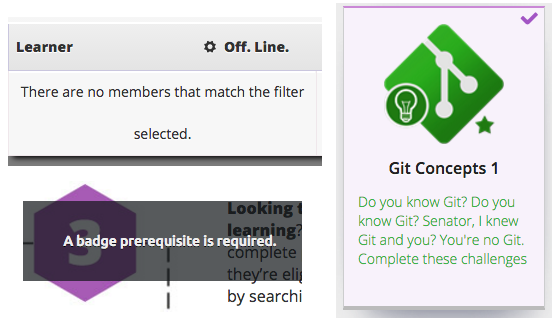 Learner Off. Line.
There are no members that match the filter
selected.
3
Looking t
learning?
A badge prerequisite is required.
complete
they're elig
by searchi
Git Concepts 1
Do you know Git? Do you
know Git? Senator, I knew
Git and you? You're no Git.
Complete these challenges